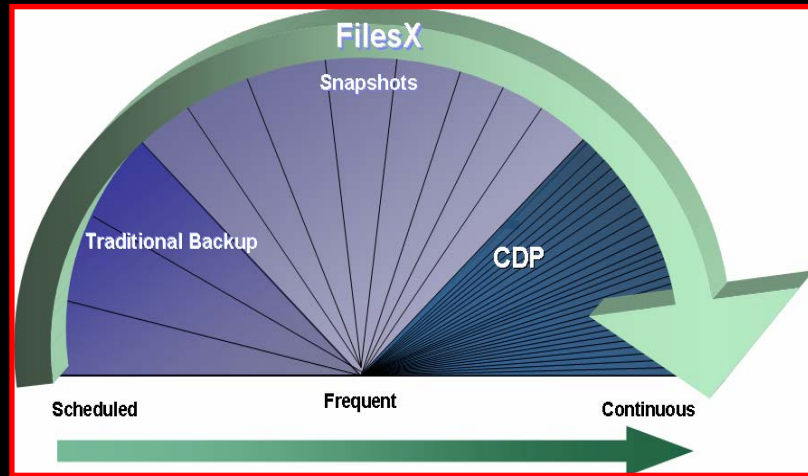 FilesX
Snapshots
Traditional Backup
CDP
Scheduled
Frequent
Continuous